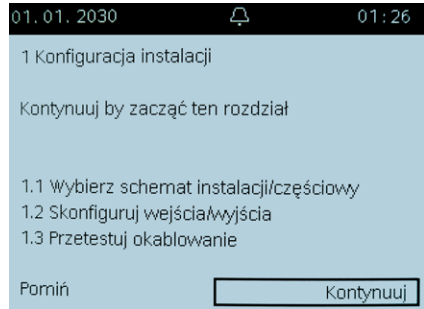 01.01.2030 01:26
1 Konfiguracja instalacji
Kontynuuj by zacząć ten rozdział
1.1 Wybierz schemat instalacji/częściowy
1.2 Skonfiguruj wejścia/wyjścia
1.3 Przetestuj okablowanie
Pomiń Kontynuuj